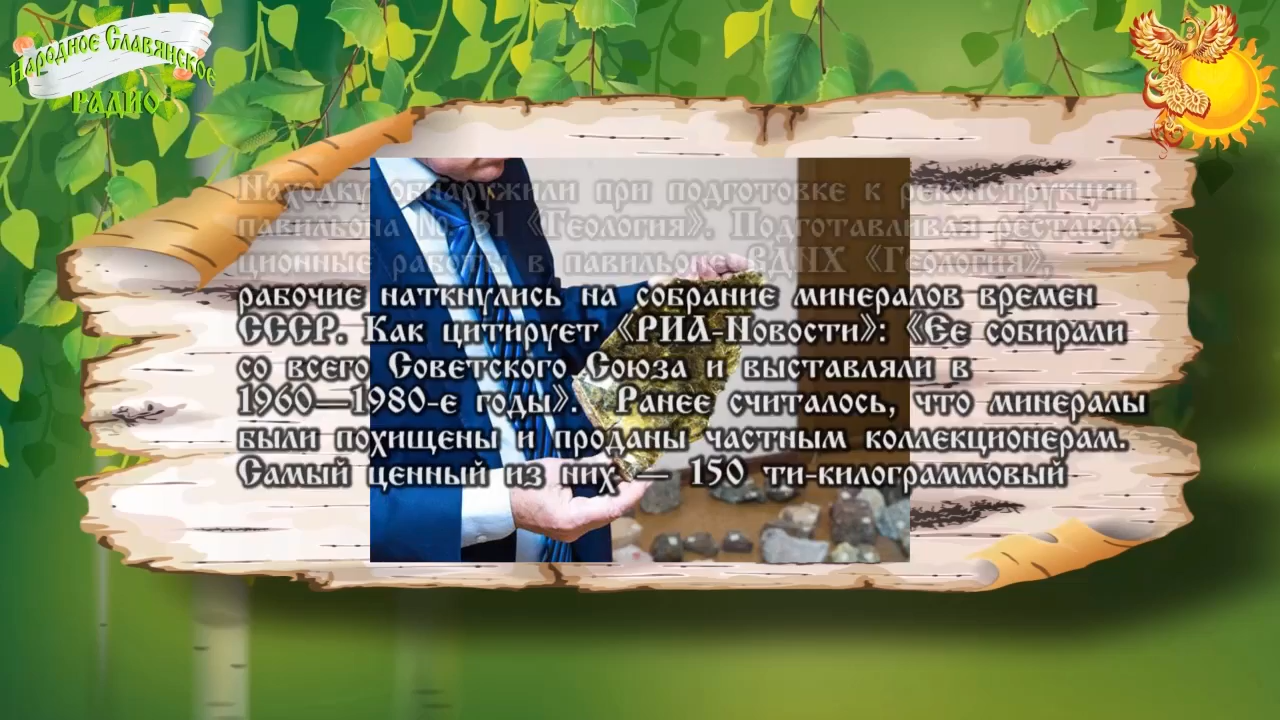 Народное Славянское
РАДИО
Находку обнаружили при подготовке к реконструкции
павильона № 31 «Геология». Подготавливая реставра-
ционные работы в павильоне ВДНХ «Геология»,
рабочие наткнулись на собрание минералов времен
СССР. Как цитирует «РИА-Новости»: «Ее собирали
со всего Советского Союза и выставляли в
1960—1980-е годы». Ранее считалось, что минералы
были похищены и проданы частным коллекционерам.
Самый ценный из них — 150 ти-килограммовый